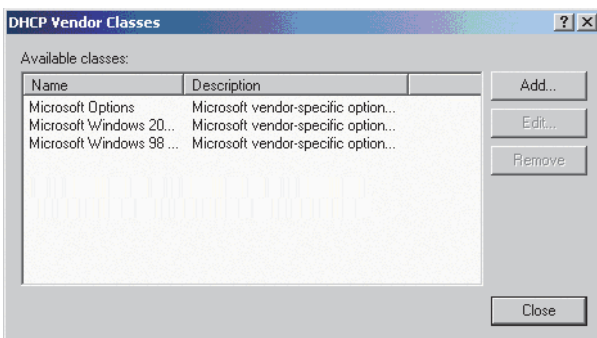 DHCP Vendor Classes
Available classes:
Name Description
Microsoft Options Microsoft vendor-specific option...
Microsoft Windows 20... Microsoft vendor-specific option...
Microsoft Windows 98 ... Microsoft vendor-specific option...
Add...
Edit...
Remove
Close